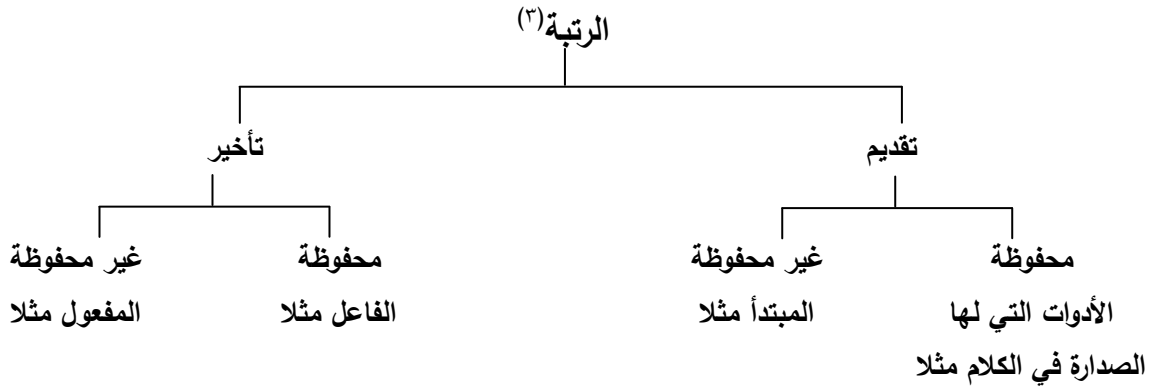 الرتبة(٣)
تقديم
تأخير
محفوظة
غير محفوظة
محفوظة
غير محفوظة
الأدوات التي لها
المبتدأ مثلا
الفاعل مثلا
المفعول مثلا
الصدارة في الكلام مثلا